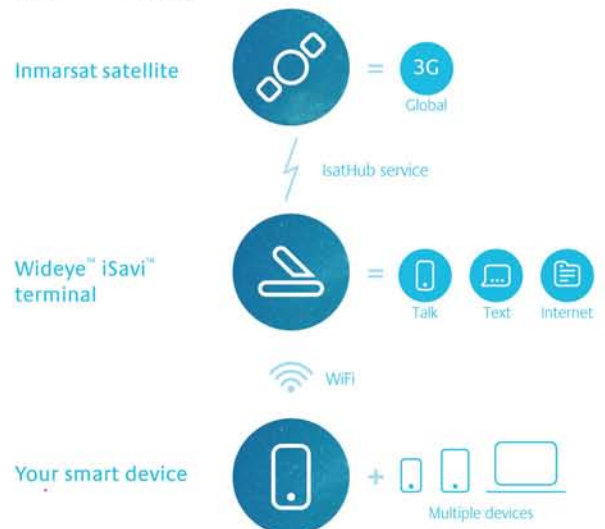 Inmarsat satellite
=
3G
Global
IsatHub service
Wideye™ iSavi™
terminal
=
Talk Text Internet
WiFi
Your smart device
+
Multiple devices